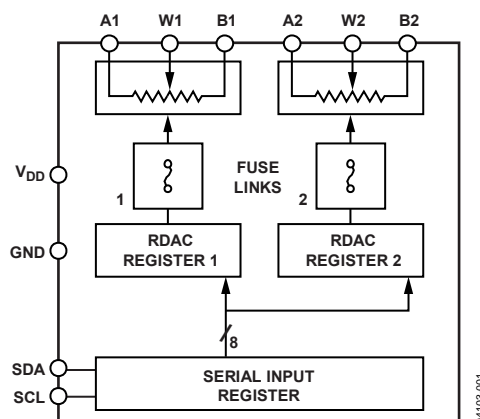 A1 W1 B1 A2 W2 B2
V_DD
FUSE
LINKS
1
2
GND
RDAC
REGISTER 1
RDAC
REGISTER 2
8
SDA
SCL
SERIAL INPUT
REGISTER